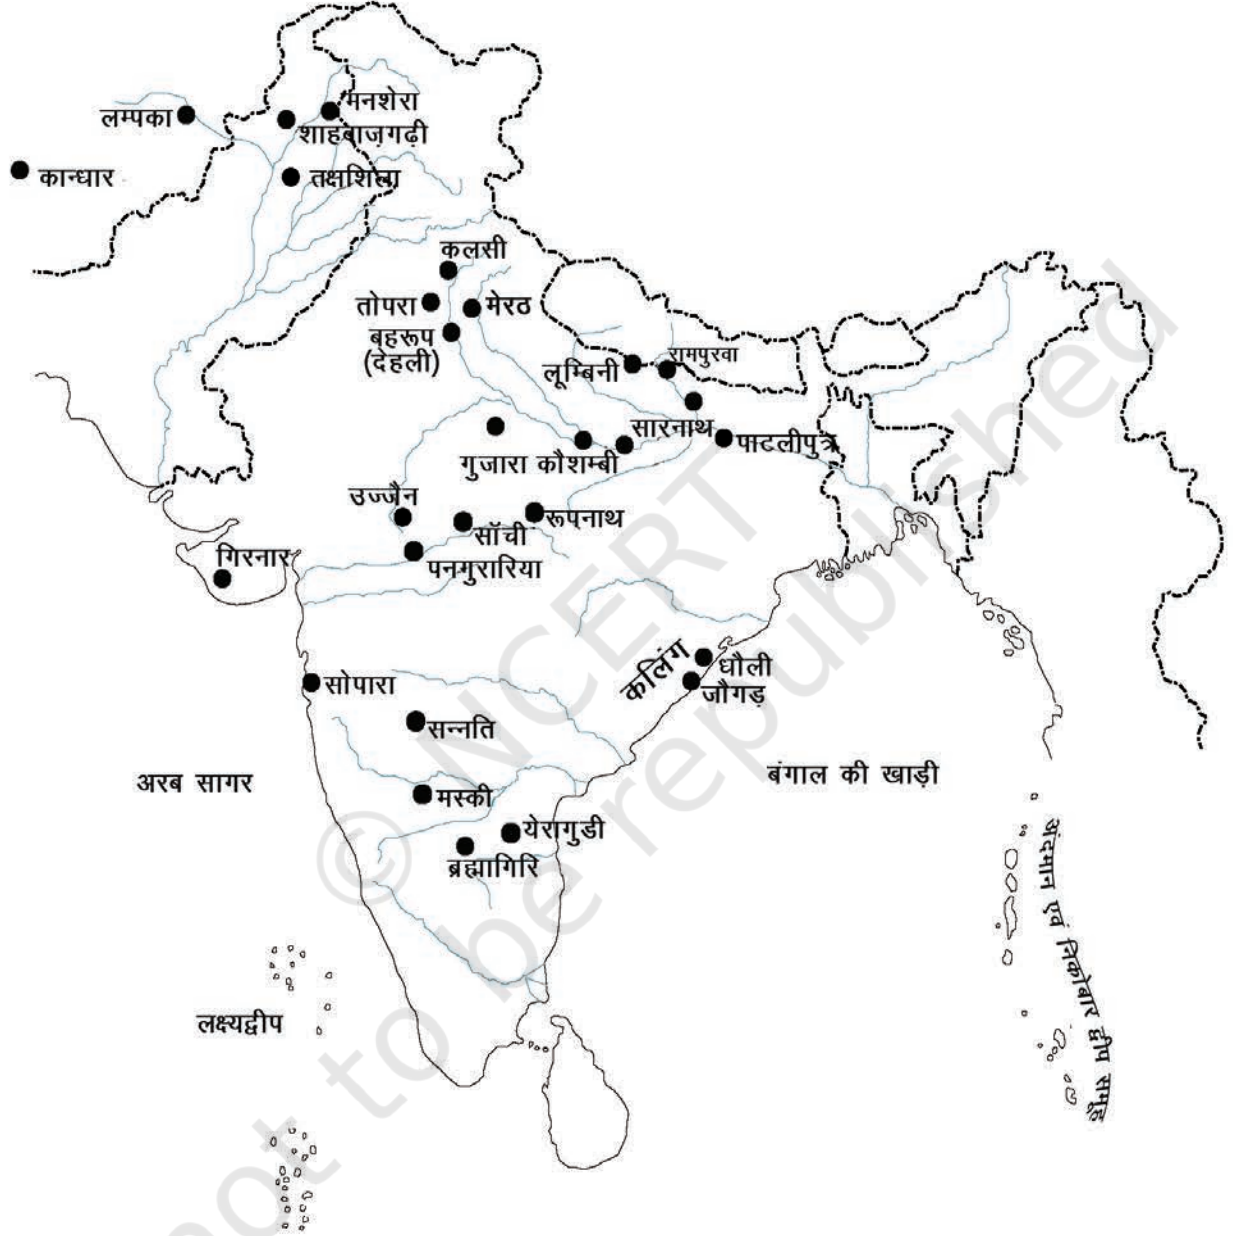 मनशेरा
लम्पका
शाहबाज़गढ़ी
कान्धार
तक्षशिला
कलसी
तोपरा
मेरठ
बहरूप
(देहली)
रामपुरवा
लूम्बिनी
सारनाथ
पाटलीपुत्र
गुजारा कौशम्बी
उज्जैन
रूपनाथ
साँची
गिरनार
पनगुरारिया
कलिंग
धौली
जौगड़
सोपारा
सन्नति
अरब सागर
बंगाल की खाड़ी
मस्की
येरागुडी
ब्रह्मागिरि
अंदमान एवं निकोबार द्वीप समूह
लक्ष्यद्वीप
© NCERT
not to be republished